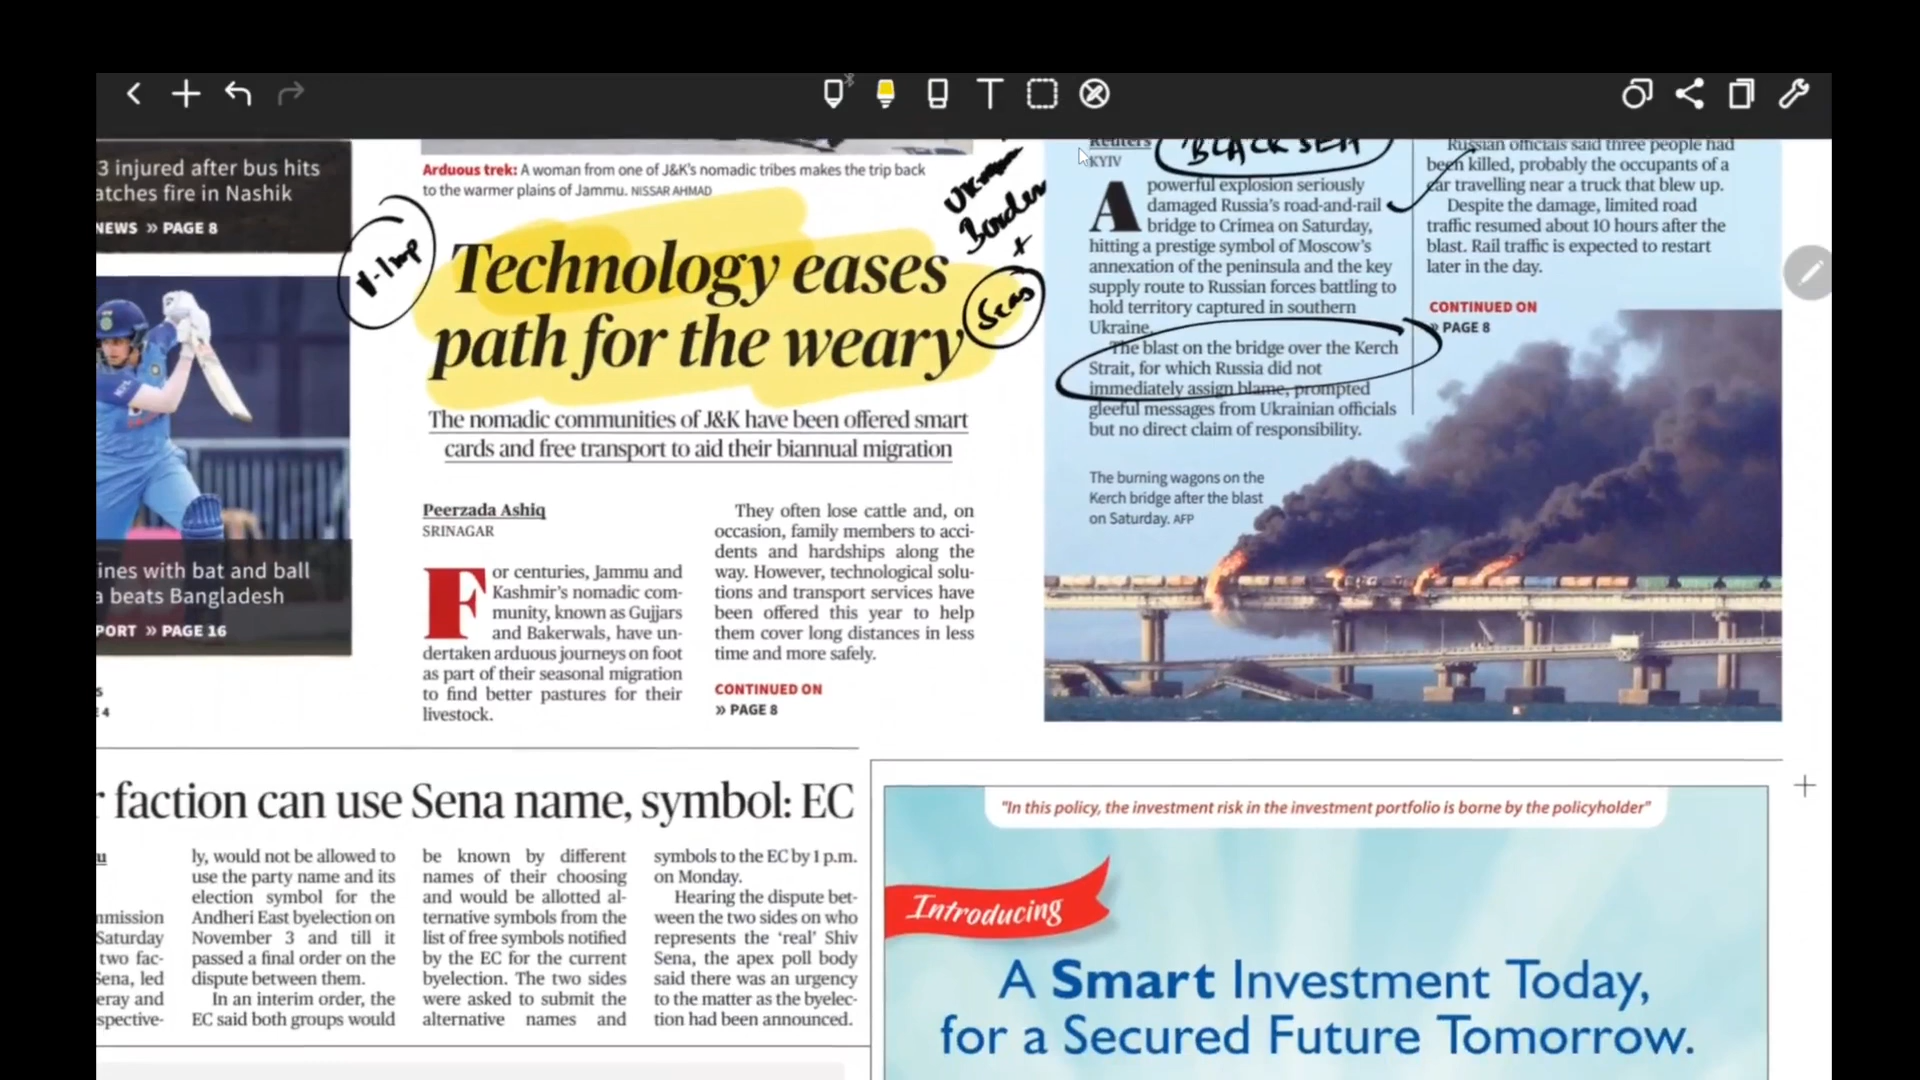 3 injured after bus hits
atches fire in Nashik
NEWS » PAGE 8
ines with bat and ball
a beats Bangladesh
PORT » PAGE 16
S
E 4
V-Imp
Arduous trek: A woman from one of J&K's nomadic tribes makes the trip back
to the warmer plains of Jammu. NISSAR AHMAD
Technology eases
path for the weary
The nomadic communities of J&K have been offered smart
cards and free transport to aid their biannual migration
Peerzada Ashiq
SRINAGAR
For centuries, Jammu and
Kashmir's nomadic com-
munity, known as Gujjars
and Bakerwals, have un-
dertaken arduous journeys on foot
as part of their seasonal migration
to find better pastures for their
livestock.
They often lose cattle and, on
occasion, family members to acci-
dents and hardships along the
way. However, technological solu-
tions and transport services have
been offered this year to help
them cover long distances in less
time and more safely.
CONTINUED ON
» PAGE 8
Border
+
Seas
BLACK SEA
Reuters
KYIV
A powerful explosion seriously
damaged Russia's road-and-rail
bridge to Crimea on Saturday,
hitting a prestige symbol of Moscow's
annexation of the peninsula and the key
supply route to Russian forces battling to
hold territory captured in southern
Ukraine.
The blast on the bridge over the Kerch
Strait, for which Russia did not
immediately assign blame, prompted
gleeful messages from Ukrainian officials
but no direct claim of responsibility.
Russian officials said three people had
been killed, probably the occupants of a
car travelling near a truck that blew up.
Despite the damage, limited road
traffic resumed about 10 hours after the
blast. Rail traffic is expected to restart
later in the day.
CONTINUED ON
» PAGE 8
The burning wagons on the
Kerch bridge after the blast
on Saturday. AFP
r faction can use Sena name, symbol: EC
u
nmission
Saturday
two fac-
Sena, led
eray and
spective-
ly, would not be allowed to
use the party name and its
election symbol for the
Andheri East byelection on
November 3 and till it
passed a final order on the
dispute between them.
In an interim order, the
EC said both groups would
be known by different
names of their choosing
and would be allotted al-
ternative symbols from the
list of free symbols notified
by the EC for the current
byelection. The two sides
were asked to submit the
alternative names and
symbols to the EC by 1 p.m.
on Monday.
Hearing the dispute bet-
ween the two sides on who
represents the 'real' Shiv
Sena, the apex poll body
said there was an urgency
to the matter as the byelec-
tion had been announced.
"In this policy, the investment risk in the investment portfolio is borne by the policyholder"
Introducing
A Smart Investment Today,
for a Secured Future Tomorrow.